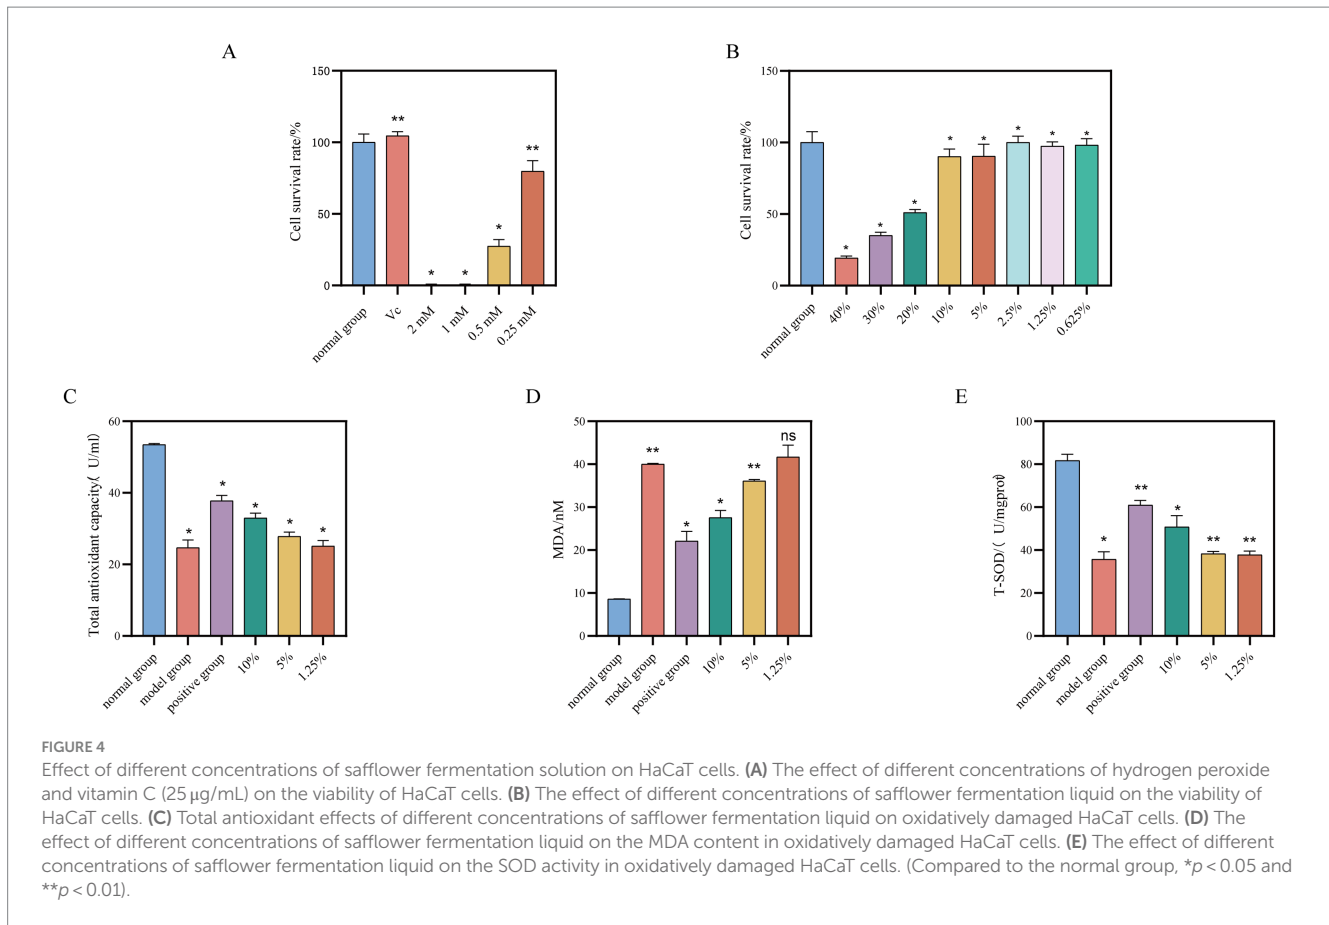 A
150
100
50
0
Cell survival rate/%
**
*
*
*
**
normal group
Vc
2 mM
1 mM
0.5 mM
0.25 mM
B
150
100
50
0
Cell survival rate/%
*
*
*
*
*
*
*
*
normal group
40%
30%
20%
10%
5%
2.5%
1.25%
0.625%
C
60
40
20
0
Total antioxidant capacity( U/ml)
*
*
*
*
*
normal group
model group
positive group
10%
5%
1.25%
D
50
40
30
20
10
0
MDA/nM
**
*
*
**
ns
normal group
model group
positive group
10%
5%
1.25%
E
100
80
60
40
20
0
T-SOD/( U/mgprot)
*
**
*
**
**
normal group
model group
positive group
10%
5%
1.25%
FIGURE 4
Effect of different concentrations of safflower fermentation solution on HaCaT cells. (A) The effect of different concentrations of hydrogen peroxide
and vitamin C (25 μg/mL) on the viability of HaCaT cells. (B) The effect of different concentrations of safflower fermentation liquid on the viability of
HaCaT cells. (C) Total antioxidant effects of different concentrations of safflower fermentation liquid on oxidatively damaged HaCaT cells. (D) The
effect of different concentrations of safflower fermentation liquid on the MDA content in oxidatively damaged HaCaT cells. (E) The effect of different
concentrations of safflower fermentation liquid on the SOD activity in oxidatively damaged HaCaT cells. (Compared to the normal group, *p < 0.05 and
**p < 0.01).